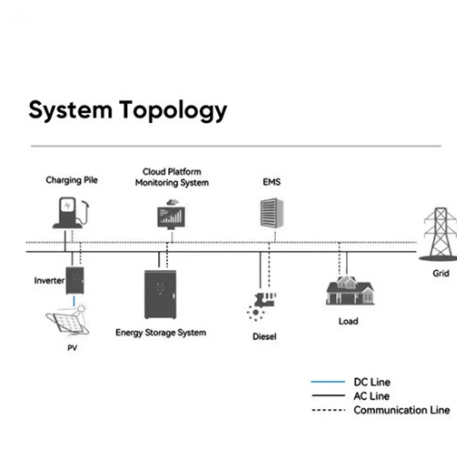 System Topology
Charging Pile
Cloud Platform
Monitoring System
EMS
Grid
Inverter
PV
Energy Storage System
Diesel
Load
DC Line
AC Line
Communication Line